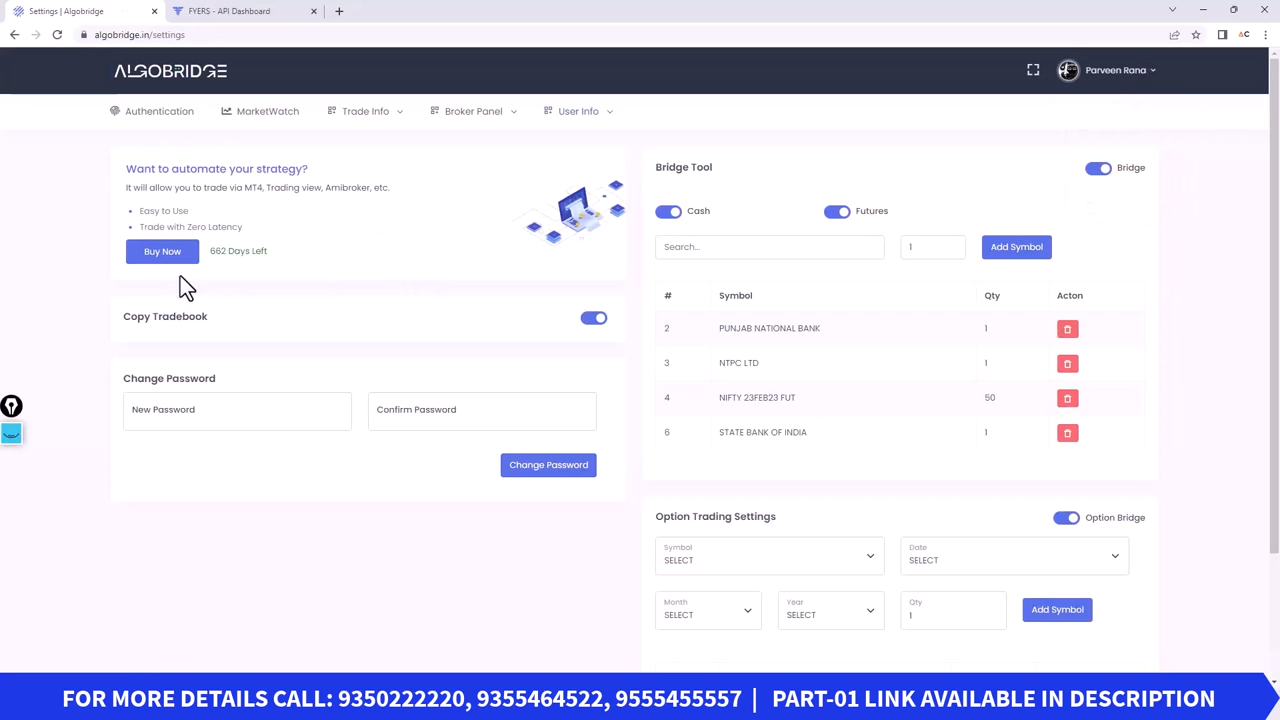 Settings | Algobridge
FYERS - API Dashboard
algobridge.in/settings
ALGOBRIDGE
Parveen Rana
Authentication
MarketWatch
Trade Info
Broker Panel
User Info
Want to automate your strategy?
It will allow you to trade via MT4, Trading view, Amibroker, etc.
Easy to Use
Trade with Zero Latency
Buy Now
662 Days Left
Copy Tradebook
Change Password
New Password
Confirm Password
Change Password
Bridge Tool
Bridge
Cash
Futures
Search...
1
Add Symbol
# Symbol Qty Acton
2 PUNJAB NATIONAL BANK 1
3 NTPC LTD 1
4 NIFTY 23FEB23 FUT 50
6 STATE BANK OF INDIA 1
Option Trading Settings
Option Bridge
Symbol
SELECT
Date
SELECT
Month
SELECT
Year
SELECT
Qty
1
Add Symbol
FOR MORE DETAILS CALL: 9350222220, 9355464522, 9555455557 | PART-01 LINK AVAILABLE IN DESCRIPTION